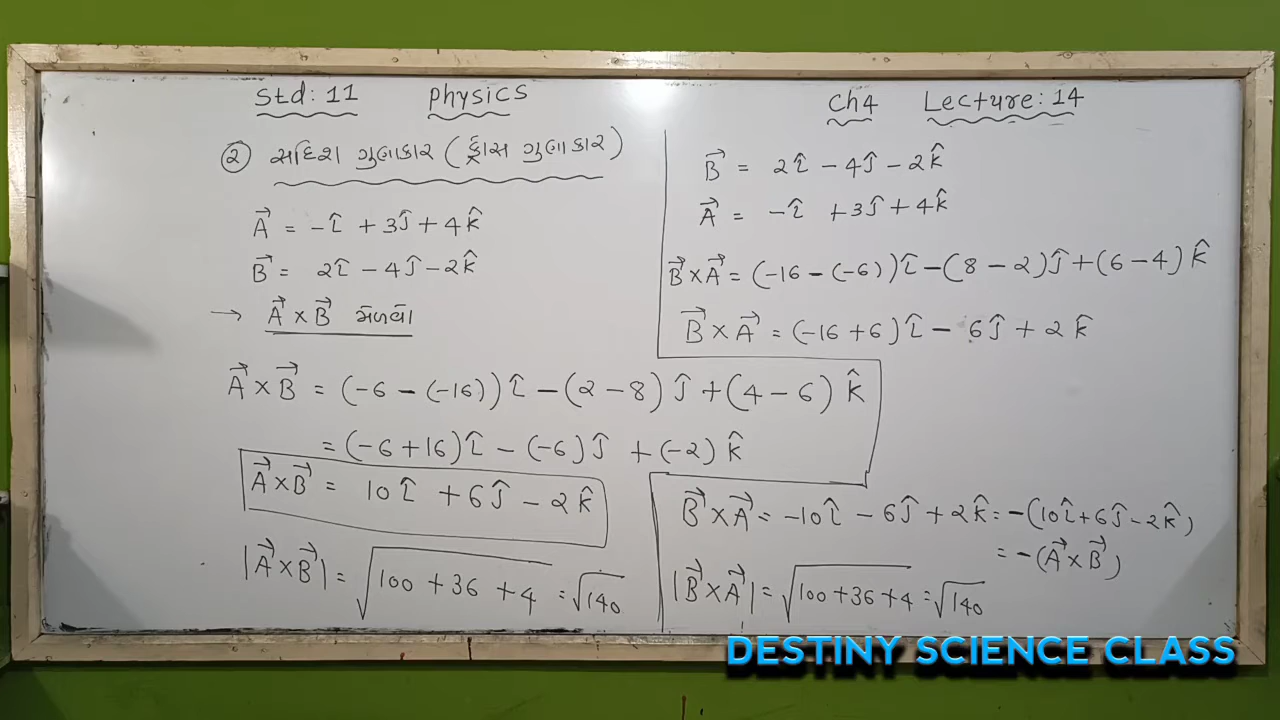 Std: 11 Physics Ch4 Lecture: 14
② સદિશ ગુણાકાર (ક્રોસ ગુણાકાર)
A⃗ = -î + 3ĵ + 4k̂
B⃗ = 2î - 4ĵ - 2k̂
→ A⃗ × B⃗ મેળવો
A⃗ × B⃗ = (-6 - (-16)) î - (2 - 8) ĵ + (4 - 6) k̂
= (-6 + 16) î - (-6) ĵ + (-2) k̂
A⃗ × B⃗ = 10î + 6ĵ - 2k̂
|A⃗ × B⃗| = √(100 + 36 + 4) = √140
B⃗ = 2î - 4ĵ - 2k̂
A⃗ = -î + 3ĵ + 4k̂
B⃗ × A⃗ = (-16 - (-6)) î - (8 - 2) ĵ + (6 - 4) k̂
B⃗ × A⃗ = (-16 + 6) î - 6ĵ + 2k̂
B⃗ × A⃗ = -10î - 6ĵ + 2k̂ = -(10î + 6ĵ - 2k̂)
= -(A⃗ × B⃗)
|B⃗ × A⃗| = √(100 + 36 + 4) = √140
DESTINY SCIENCE CLASS